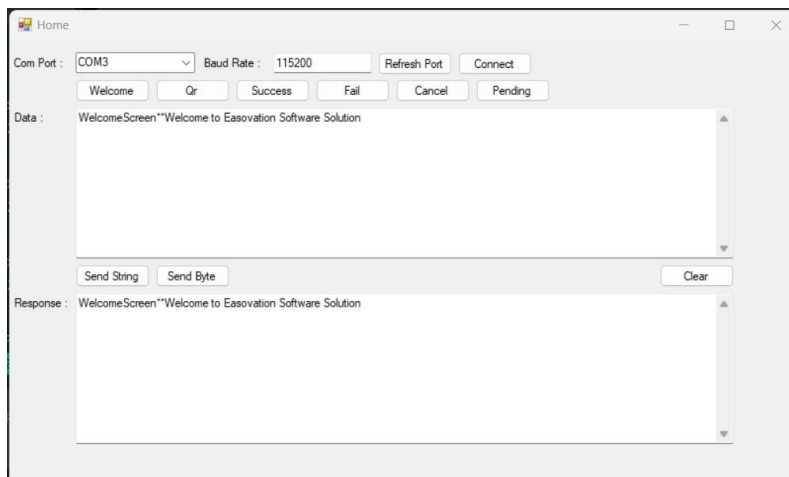 Home
Com Port : COM3 Baud Rate : 115200 Refresh Port Connect
Welcome Qr Success Fail Cancel Pending
Data : WelcomeScreen**Welcome to Easovation Software Solution
Send String Send Byte Clear
Response : WelcomeScreen**Welcome to Easovation Software Solution